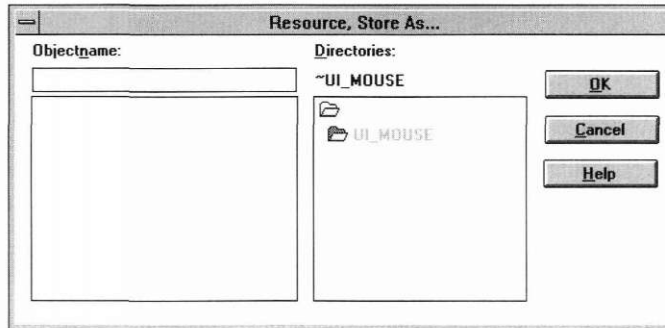 Resource, Store As...
Objectname:
Directories:
~UI_MOUSE
UI_MOUSE
OK
Cancel
Help